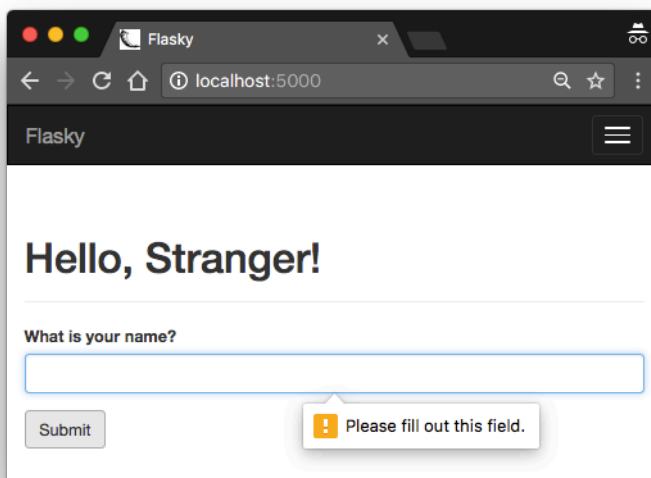 Flasky
localhost:5000
Flasky
Hello, Stranger!
What is your name?
Please fill out this field.
Submit